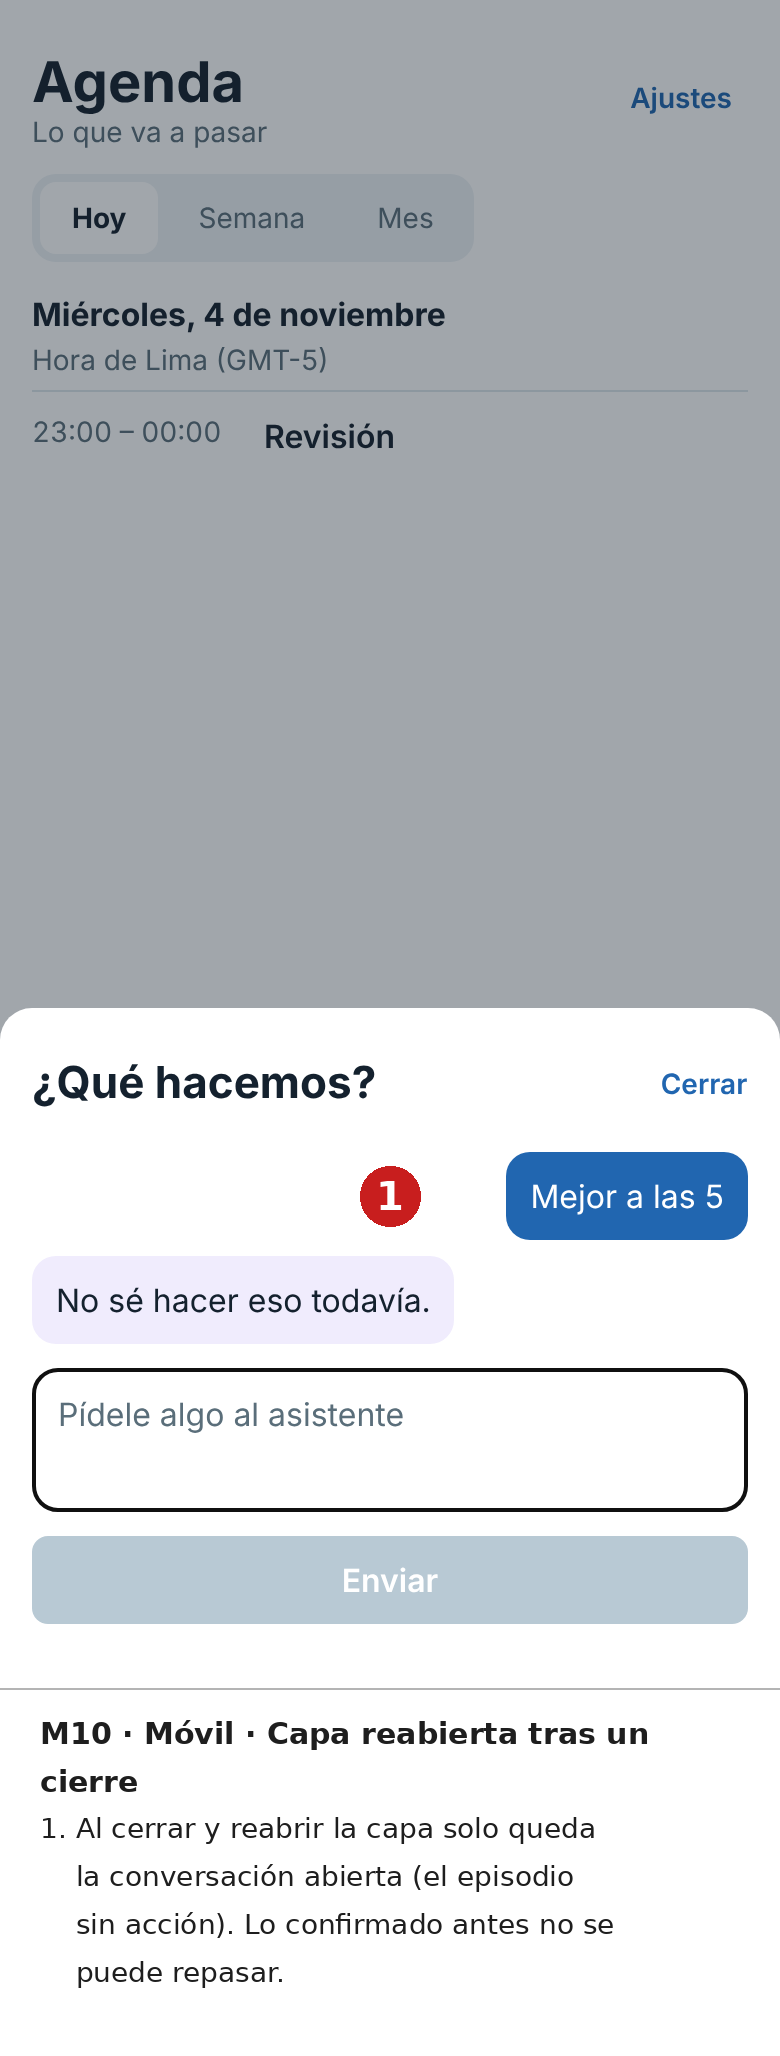 Agenda
Ajustes
Lo que va a pasar
Hoy Semana Mes
Miércoles, 4 de noviembre
Hora de Lima (GMT-5)
23:00 – 00:00 Revisión
¿Qué hacemos? Cerrar
1 Mejor a las 5
No sé hacer eso todavía.
Pídele algo al asistente
Enviar
M10 · Móvil · Capa reabierta tras un
cierre
1. Al cerrar y reabrir la capa solo queda
la conversación abierta (el episodio
sin acción). Lo confirmado antes no se
puede repasar.